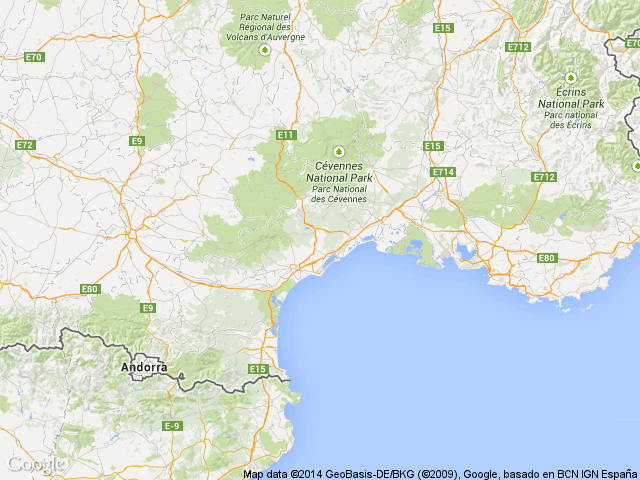 Parc Naturel
Régional des
Volcans d'Auvergne
E70
E712
E70
Écrins
National Park
Parc national
des Écrins
E11
E9
E72
E15
Cévennes
National Park
Parc National
des Cévennes
E714
E712
E80
E80
E9
Andorra
E15
E-9
Google
Map data ©2014 GeoBasis-DE/BKG (©2009), Google, basado en BCN IGN España